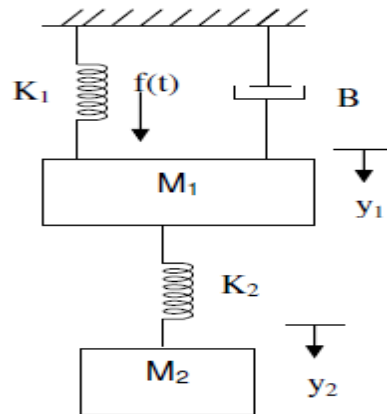 K₁
f(t)
B
M₁
y₁
K₂
M₂
y₂